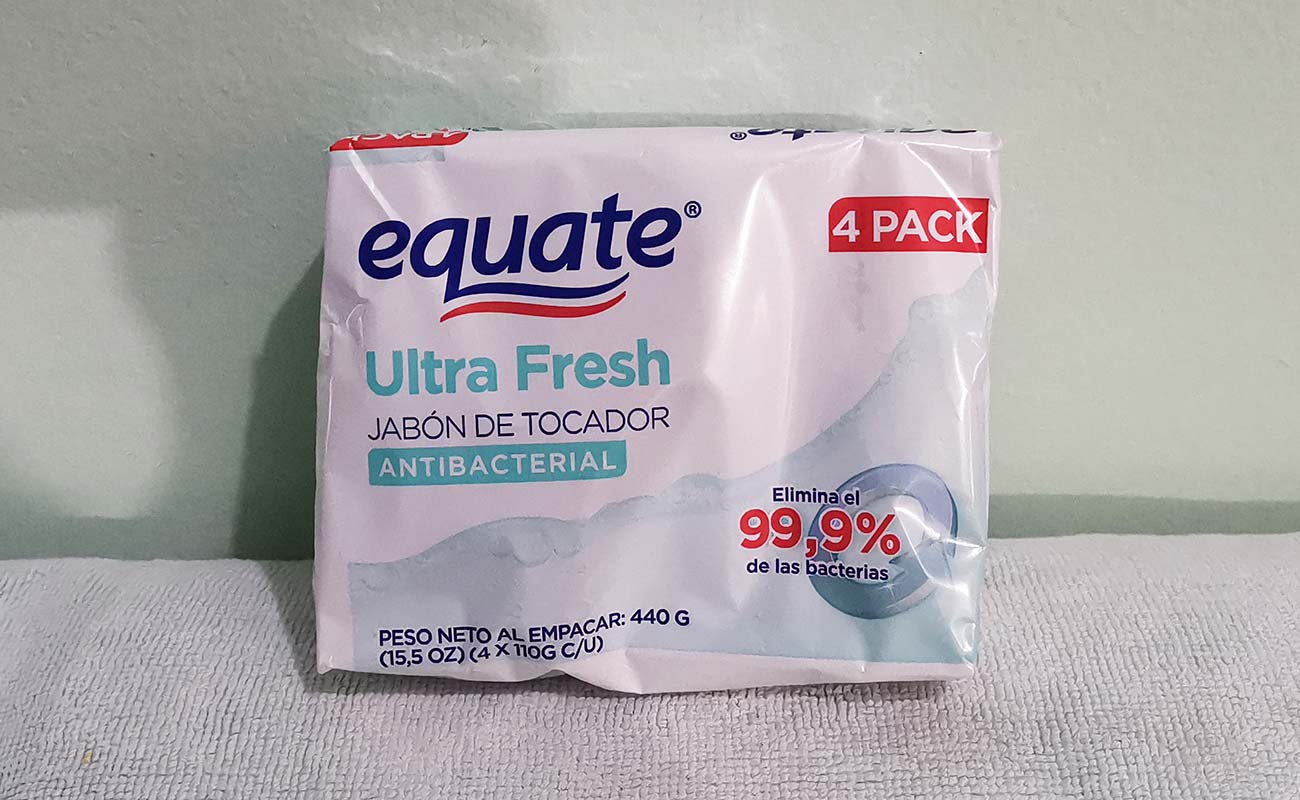 equate®
4 PACK
Ultra Fresh
JABÓN DE TOCADOR
ANTIBACTERIAL
Elimina el
99,9%
de las bacterias
PESO NETO AL EMPACAR: 440 G
(15,5 OZ) (4 X 110G C/U)